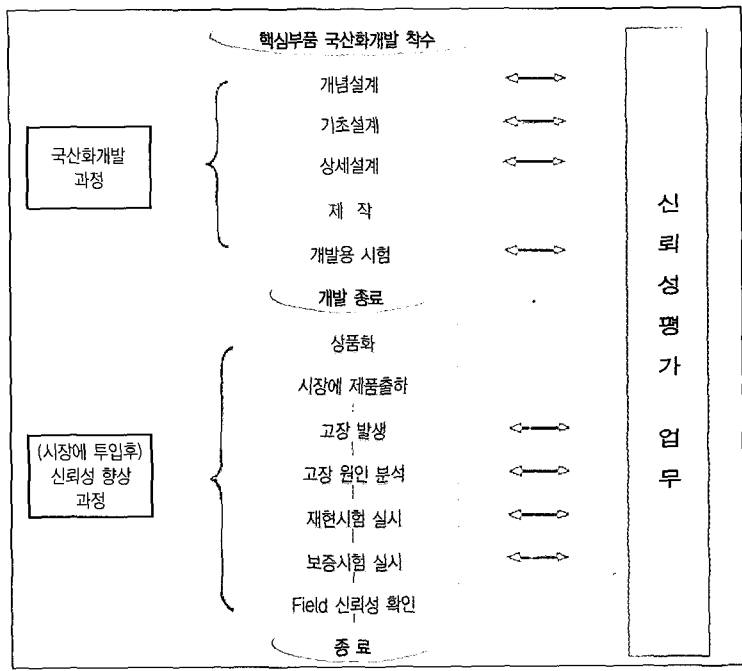 핵심부품 국산화개발 착수
개념설계
기초설계
국산화개발
과정
상세설계
제 작
개발용 시험
개발 종료
상품화
시장에 제품출하
고장 발생
(시장에 투입후)
신뢰성 향상
과정
고장 원인 분석
재현시험 실시
보증시험 실시
Field 신뢰성 확인
종 료
신뢰성평가 업무